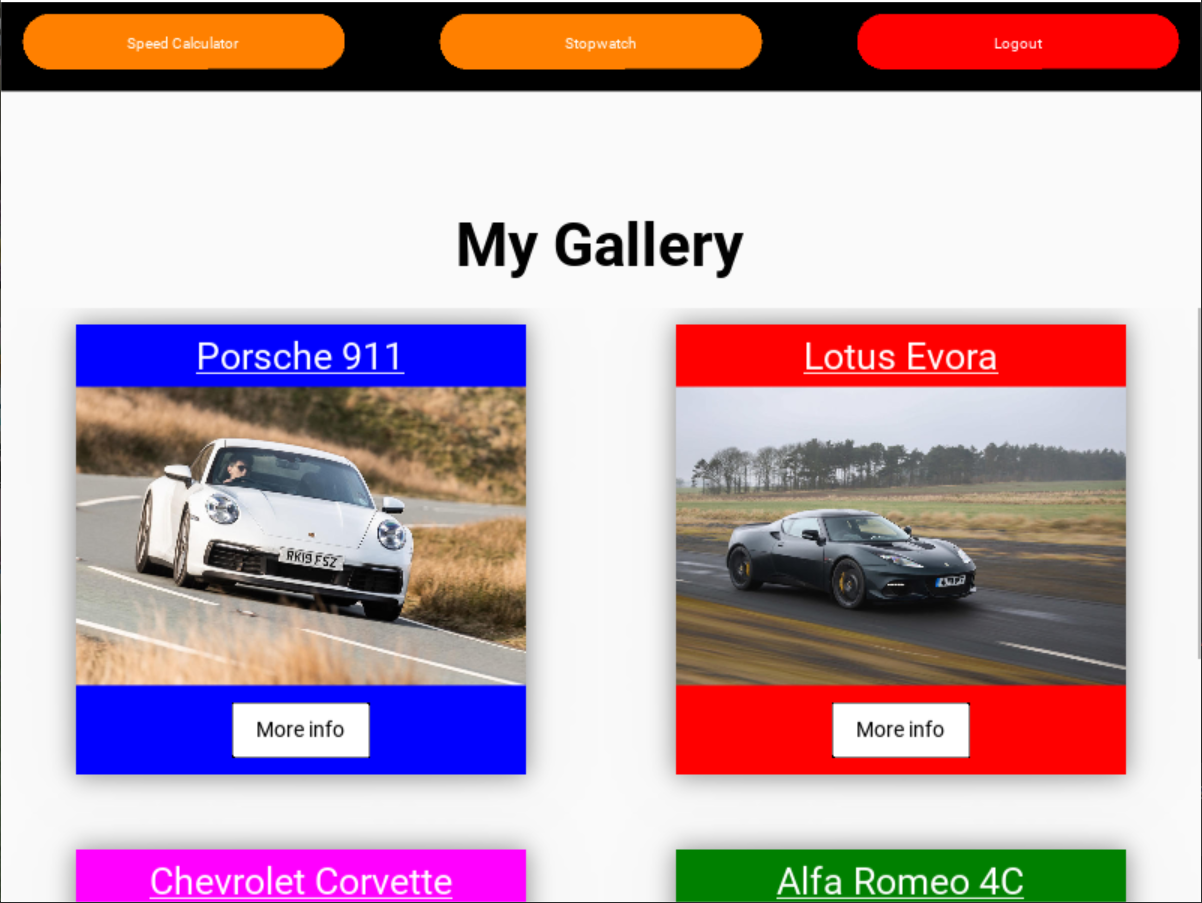 Speed Calculator
Stopwatch
Logout
My Gallery
Porsche 911
Lotus Evora
RK19 FSZ
More info
More info
Chevrolet Corvette
Alfa Romeo 4C